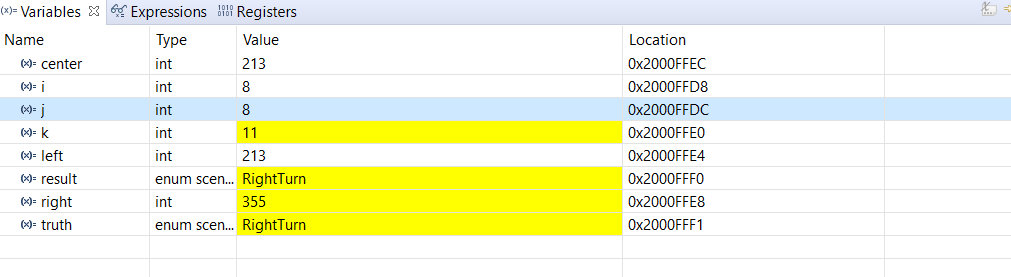 (x)= Variables Expressions 1010 0101 Registers
Name Type Value Location
(x)= center int 213 0x2000FFEC
(x)= i int 8 0x2000FFD8
(x)= j int 8 0x2000FFDC
(x)= k int 11 0x2000FFE0
(x)= left int 213 0x2000FFE4
(x)= result enum scen... RightTurn 0x2000FFF0
(x)= right int 355 0x2000FFE8
(x)= truth enum scen... RightTurn 0x2000FFF1